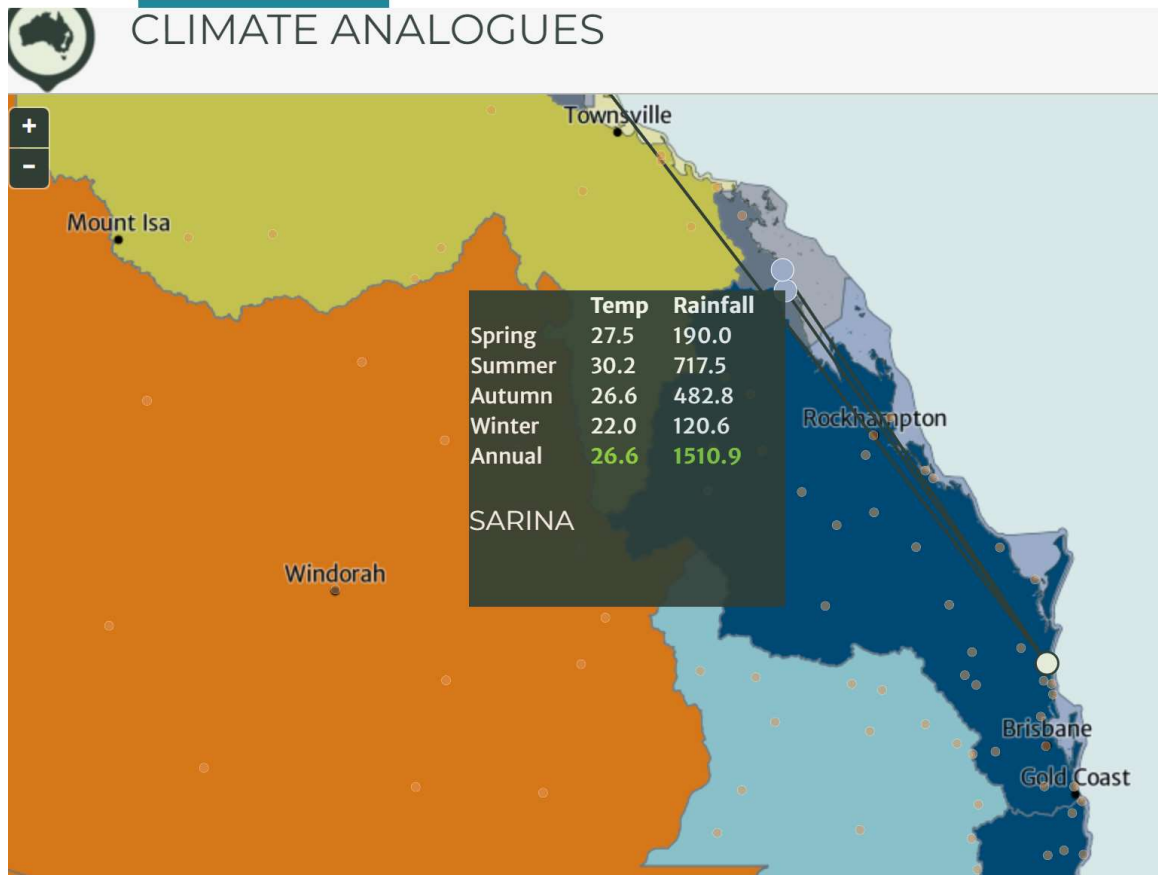 CLIMATE ANALOGUES
+
-
Townsville
Mount Isa
Temp Rainfall
Spring 27.5 190.0
Summer 30.2 717.5
Autumn 26.6 482.8
Winter 22.0 120.6
Annual 26.6 1510.9
Rockhampton
SARINA
Windorah
Brisbane
Gold Coast